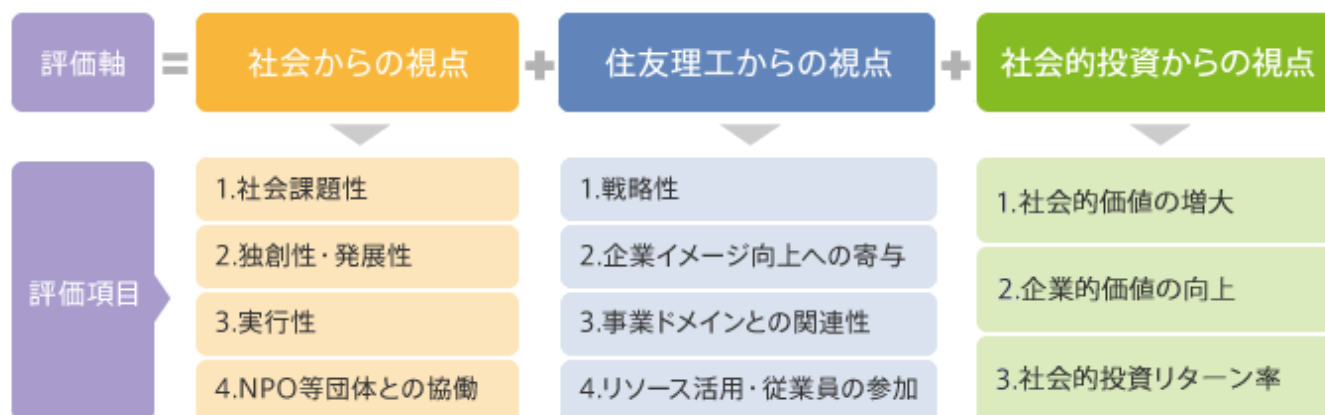 評価軸 = 社会からの視点 + 住友理工からの視点 + 社会的投資からの視点
評価項目
1.社会課題性
2.独創性・発展性
3.実行性
4.NPO等団体との協働
1.戦略性
2.企業イメージ向上への寄与
3.事業ドメインとの関連性
4.リソース活用・従業員の参加
1.社会的価値の増大
2.企業的価値の向上
3.社会的投資リターン率